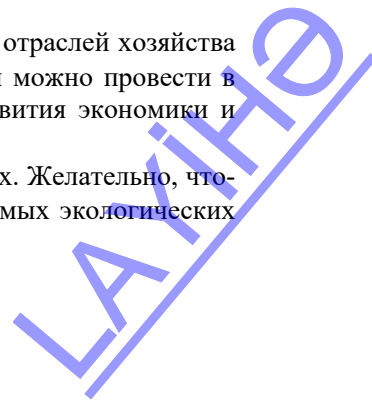 отраслей хозяйства
можно провести в
вития экономики и
х. Желательно, что-
мых экологических
LAYİHƏ